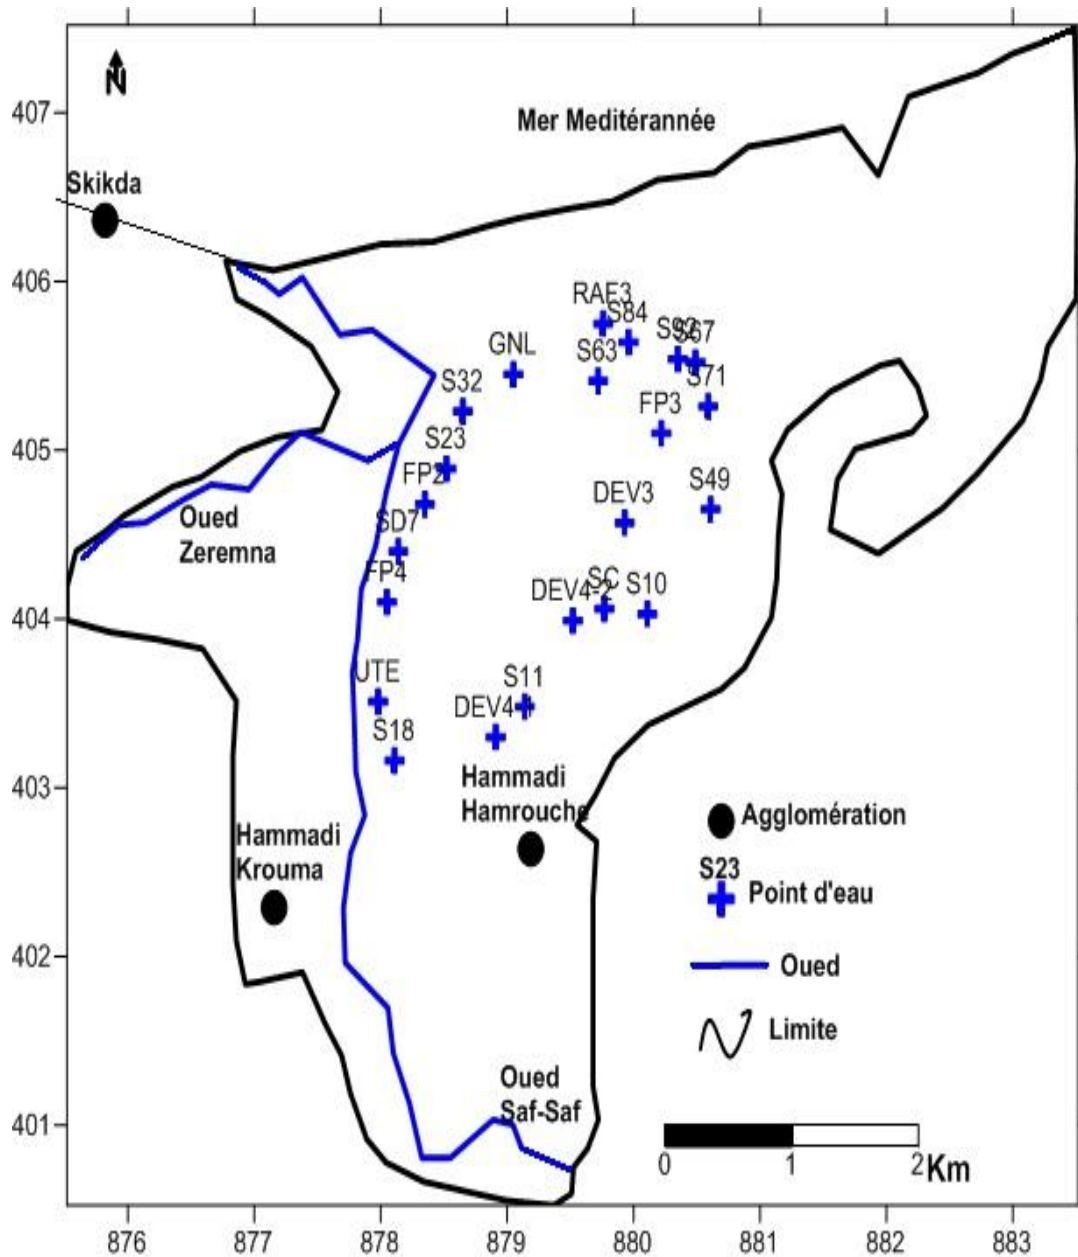 N
407
Mer Meditérannée
Skikda
406
RAE3
S84
S92
S67
GNL
S63
S32
S71
FP3
405
S23
FP2
S49
DEV3
Oued
Zeremna
SD7
FP4
404
DEV4-2
SC
S10
UTE
S11
DEV4-1
S18
403
Hammadi
Hamrouche
Agglomération
Hammadi
Krouma
S23
Point d'eau
402
Oued
Limite
Oued
Saf-Saf
401
0
1
2
Km
876
877
878
879
880
881
882
883